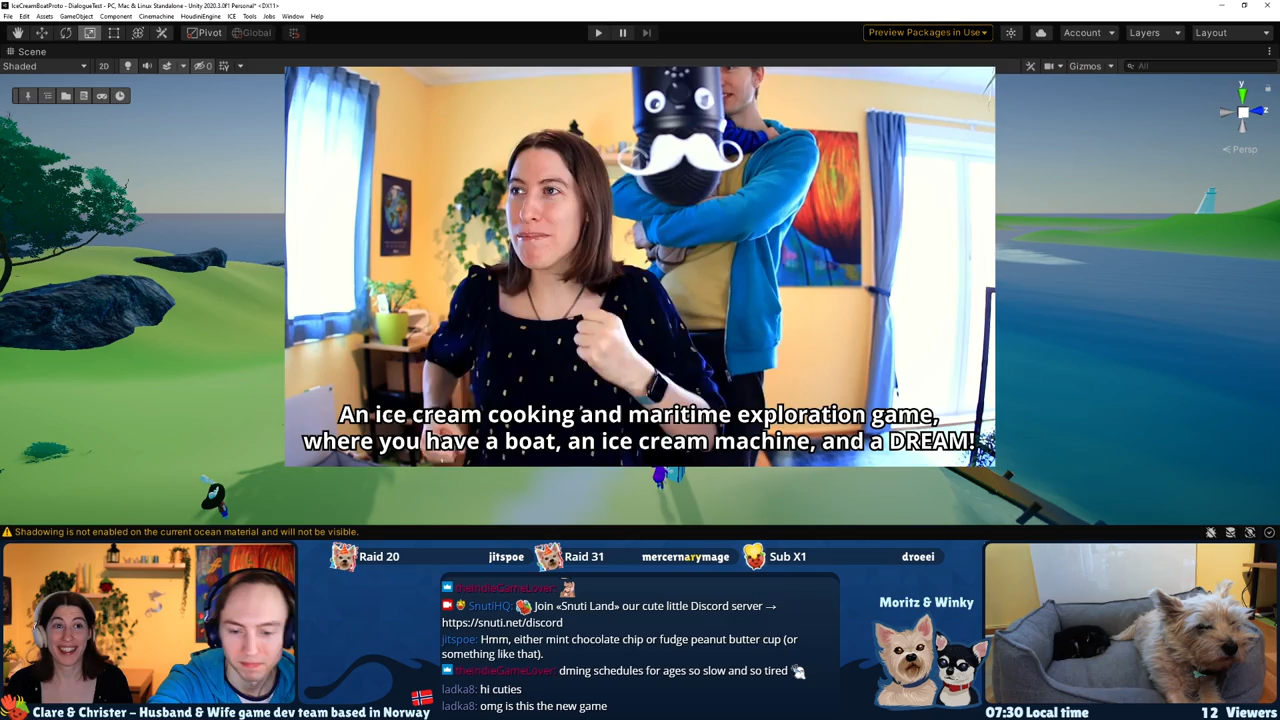 IceCreamBoatProto - DialogueTest - PC, Mac & Linux Standalone - Unity 2020.3.0f1 Personal* <DX11>
File Edit Assets GameObject Component Cinemachine HoudiniEngine ICE Tools Jobs Window Help
Pivot Global Preview Packages in Use Account Layers Layout
Scene
Shaded 2D 0 Gizmos All
y
z
Persp
An ice cream cooking and maritime exploration game,
where you have a boat, an ice cream machine, and a DREAM!
Shadowing is not enabled on the current ocean material and will not be visible.
Raid 20 jitspoe Raid 31 mercernarymage Sub X1 droeei
theIndieGameLover:
SnutiHQ: Join «Snuti Land» our cute little Discord server →
https://snuti.net/discord
jitspoe: Hmm, either mint chocolate chip or fudge peanut butter cup (or
something like that).
theIndieGameLover: dming schedules for ages so slow and so tired
ladka8: hi cuties
ladka8: omg is this the new game
Moritz & Winky
Clare & Christer – Husband & Wife game dev team based in Norway
07:30 Local time 12 Viewers